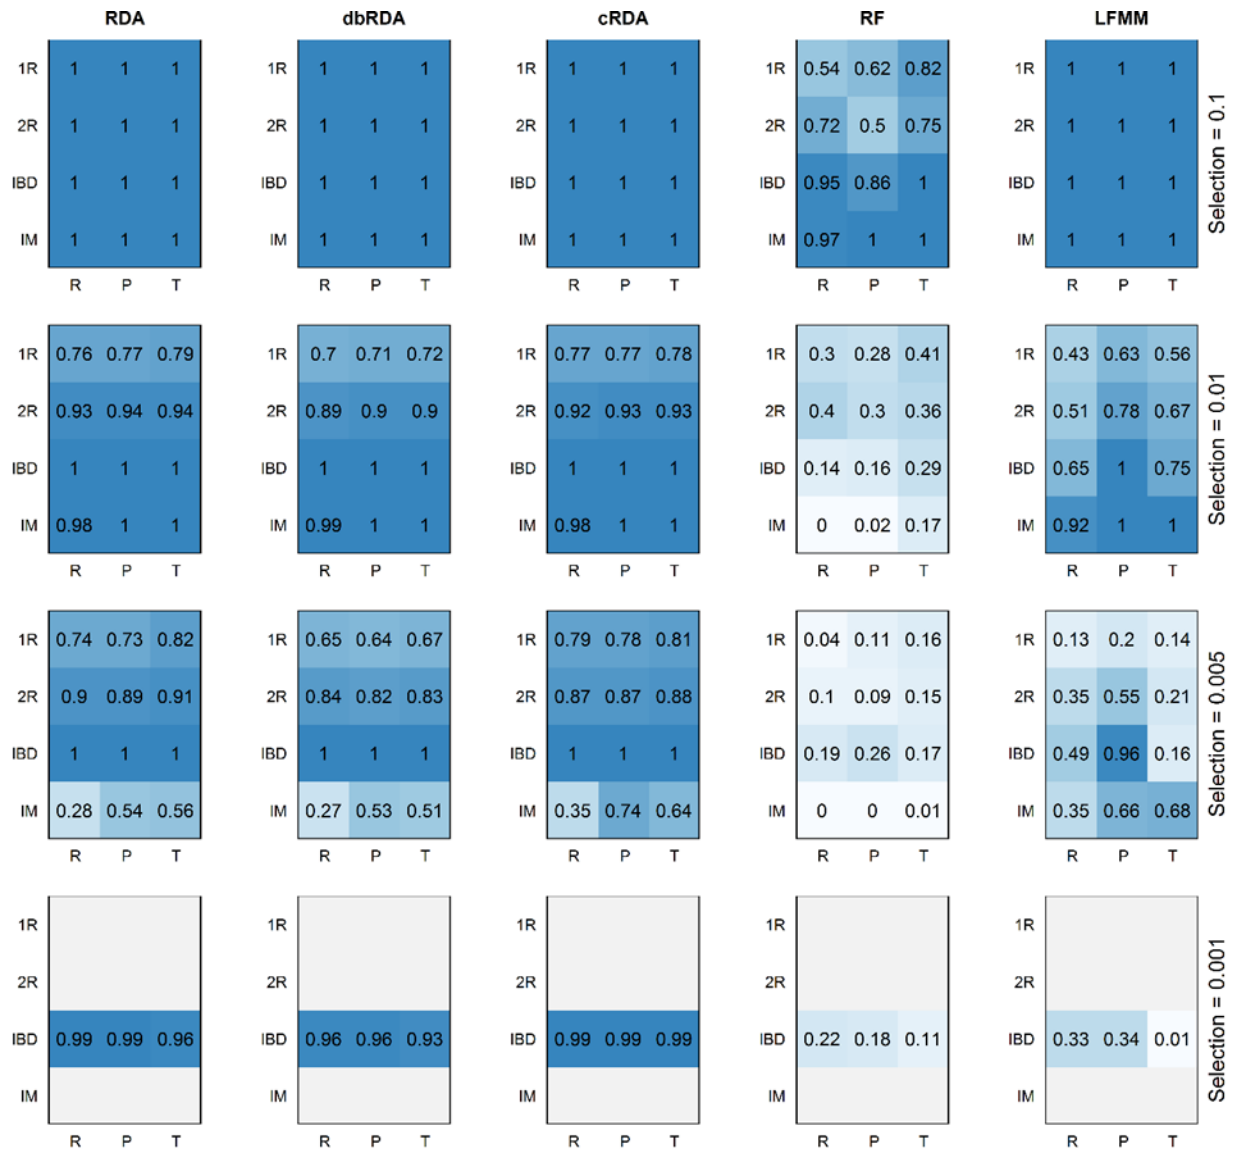 RDA dbRDA cRDA RF LFMM
1R 1 1 1 1R 1 1 1 1R 1 1 1 1R 0.54 0.62 0.82 1R 1 1 1
2R 1 1 1 2R 1 1 1 2R 1 1 1 2R 0.72 0.5 0.75 2R 1 1 1
IBD 1 1 1 IBD 1 1 1 IBD 1 1 1 IBD 0.95 0.86 1 IBD 1 1 1
IM 1 1 1 IM 1 1 1 IM 1 1 1 IM 0.97 1 1 IM 1 1 1
R P T R P T R P T R P T R P T
Selection = 0.1
1R 0.76 0.77 0.79 1R 0.7 0.71 0.72 1R 0.77 0.77 0.78 1R 0.3 0.28 0.41 1R 0.43 0.63 0.56
2R 0.93 0.94 0.94 2R 0.89 0.9 0.9 2R 0.92 0.93 0.93 2R 0.4 0.3 0.36 2R 0.51 0.78 0.67
IBD 1 1 1 IBD 1 1 1 IBD 1 1 1 IBD 0.14 0.16 0.29 IBD 0.65 1 0.75
IM 0.98 1 1 IM 0.99 1 1 IM 0.98 1 1 IM 0 0.02 0.17 IM 0.92 1 1
R P T R P T R P T R P T R P T
Selection = 0.01
1R 0.74 0.73 0.82 1R 0.65 0.64 0.67 1R 0.79 0.78 0.81 1R 0.04 0.11 0.16 1R 0.13 0.2 0.14
2R 0.9 0.89 0.91 2R 0.84 0.82 0.83 2R 0.87 0.87 0.88 2R 0.1 0.09 0.15 2R 0.35 0.55 0.21
IBD 1 1 1 IBD 1 1 1 IBD 1 1 1 IBD 0.19 0.26 0.17 IBD 0.49 0.96 0.16
IM 0.28 0.54 0.56 IM 0.27 0.53 0.51 IM 0.35 0.74 0.64 IM 0 0 0.01 IM 0.35 0.66 0.68
R P T R P T R P T R P T R P T
Selection = 0.005
1R 1R 1R 1R 1R
2R 2R 2R 2R 2R
IBD 0.99 0.99 0.96 IBD 0.96 0.96 0.93 IBD 0.99 0.99 0.99 IBD 0.22 0.18 0.11 IBD 0.33 0.34 0.01
IM IM IM IM IM
R P T R P T R P T R P T R P T
Selection = 0.001